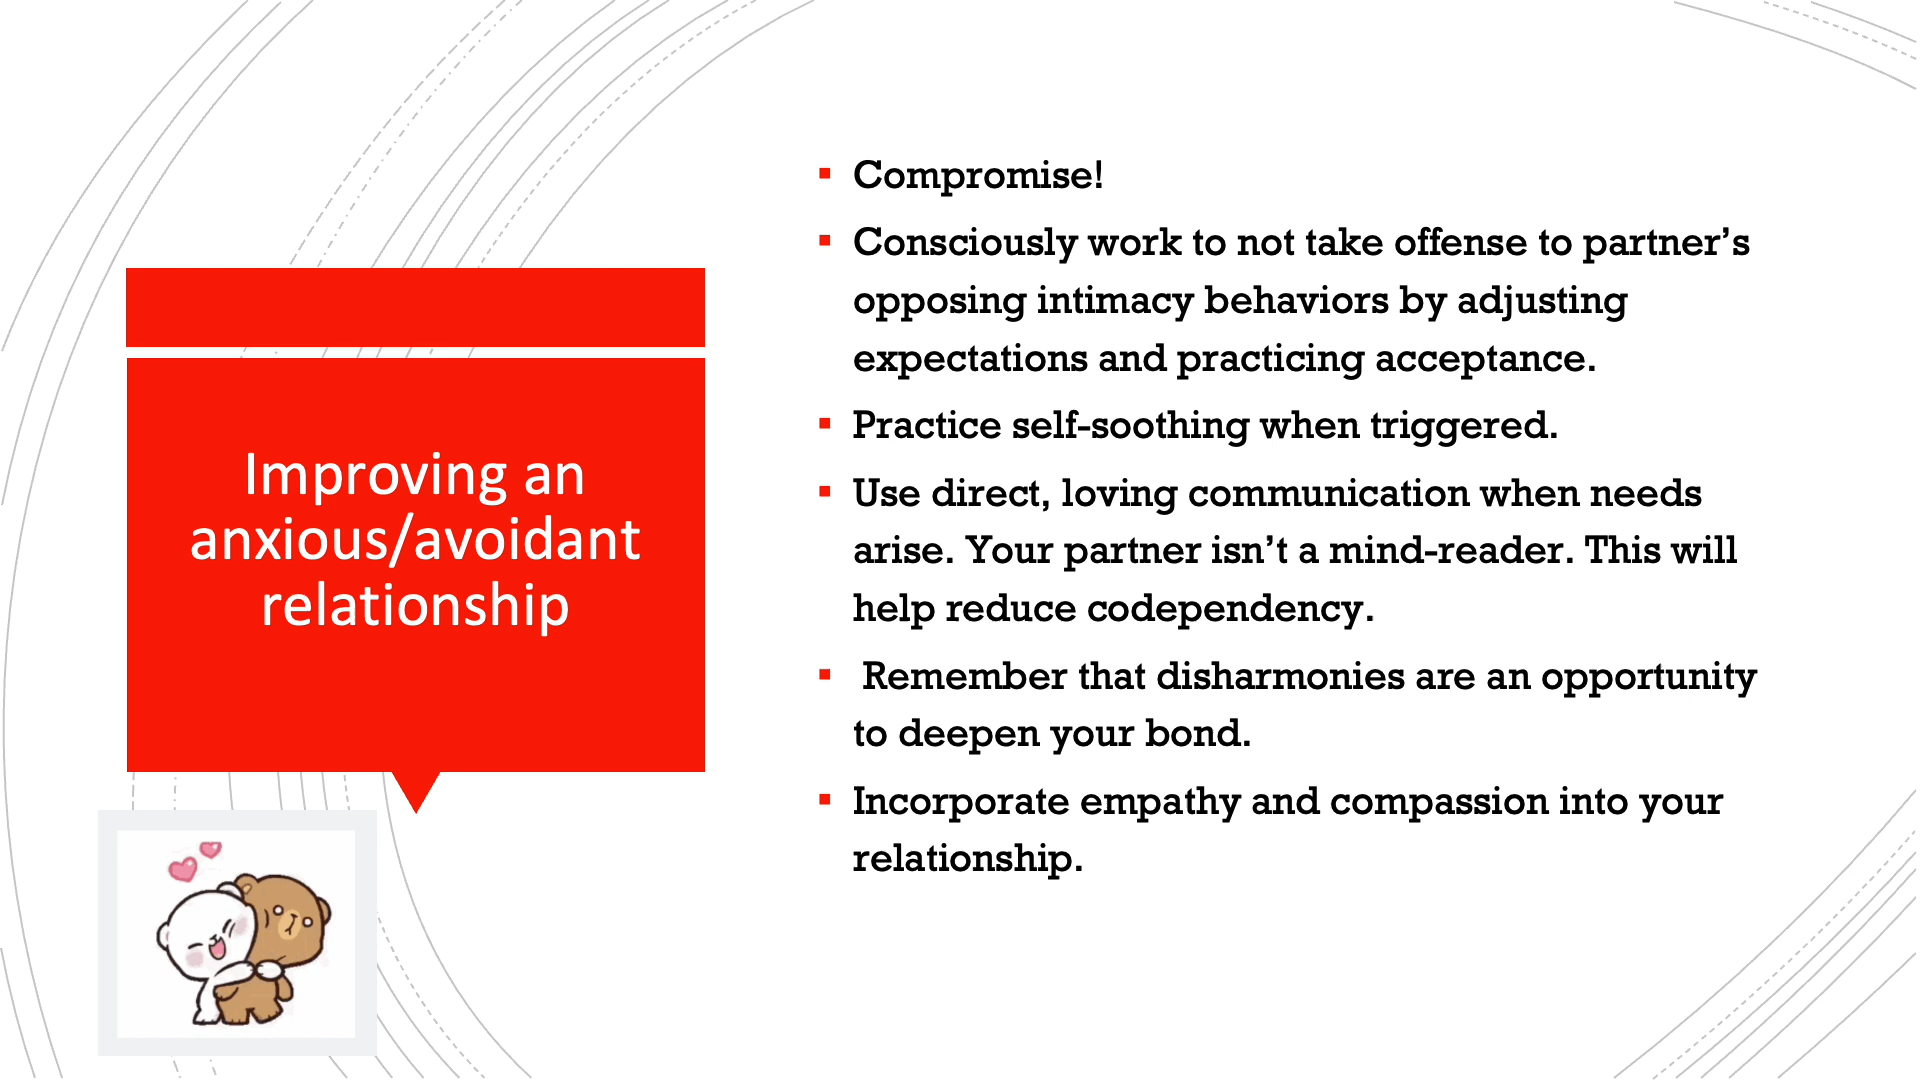 Improving an
anxious/avoidant
relationship
▪ Compromise!
▪ Consciously work to not take offense to partner’s
opposing intimacy behaviors by adjusting
expectations and practicing acceptance.
▪ Practice self-soothing when triggered.
▪ Use direct, loving communication when needs
arise. Your partner isn’t a mind-reader. This will
help reduce codependency.
▪ Remember that disharmonies are an opportunity
to deepen your bond.
▪ Incorporate empathy and compassion into your
relationship.